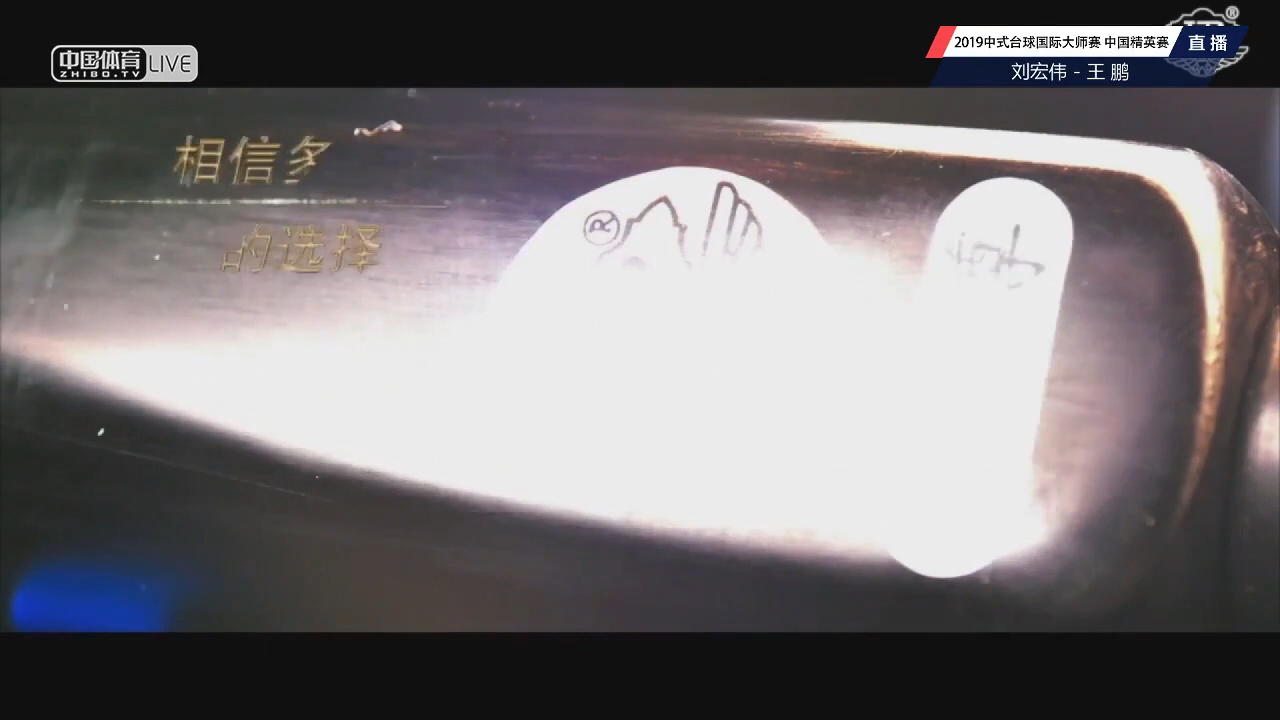 中国体育
ZHIBO.TV
LIVE
2019中式台球国际大师赛 中国精英赛
直播
刘宏伟 - 王鹏
相信多
的选择
®